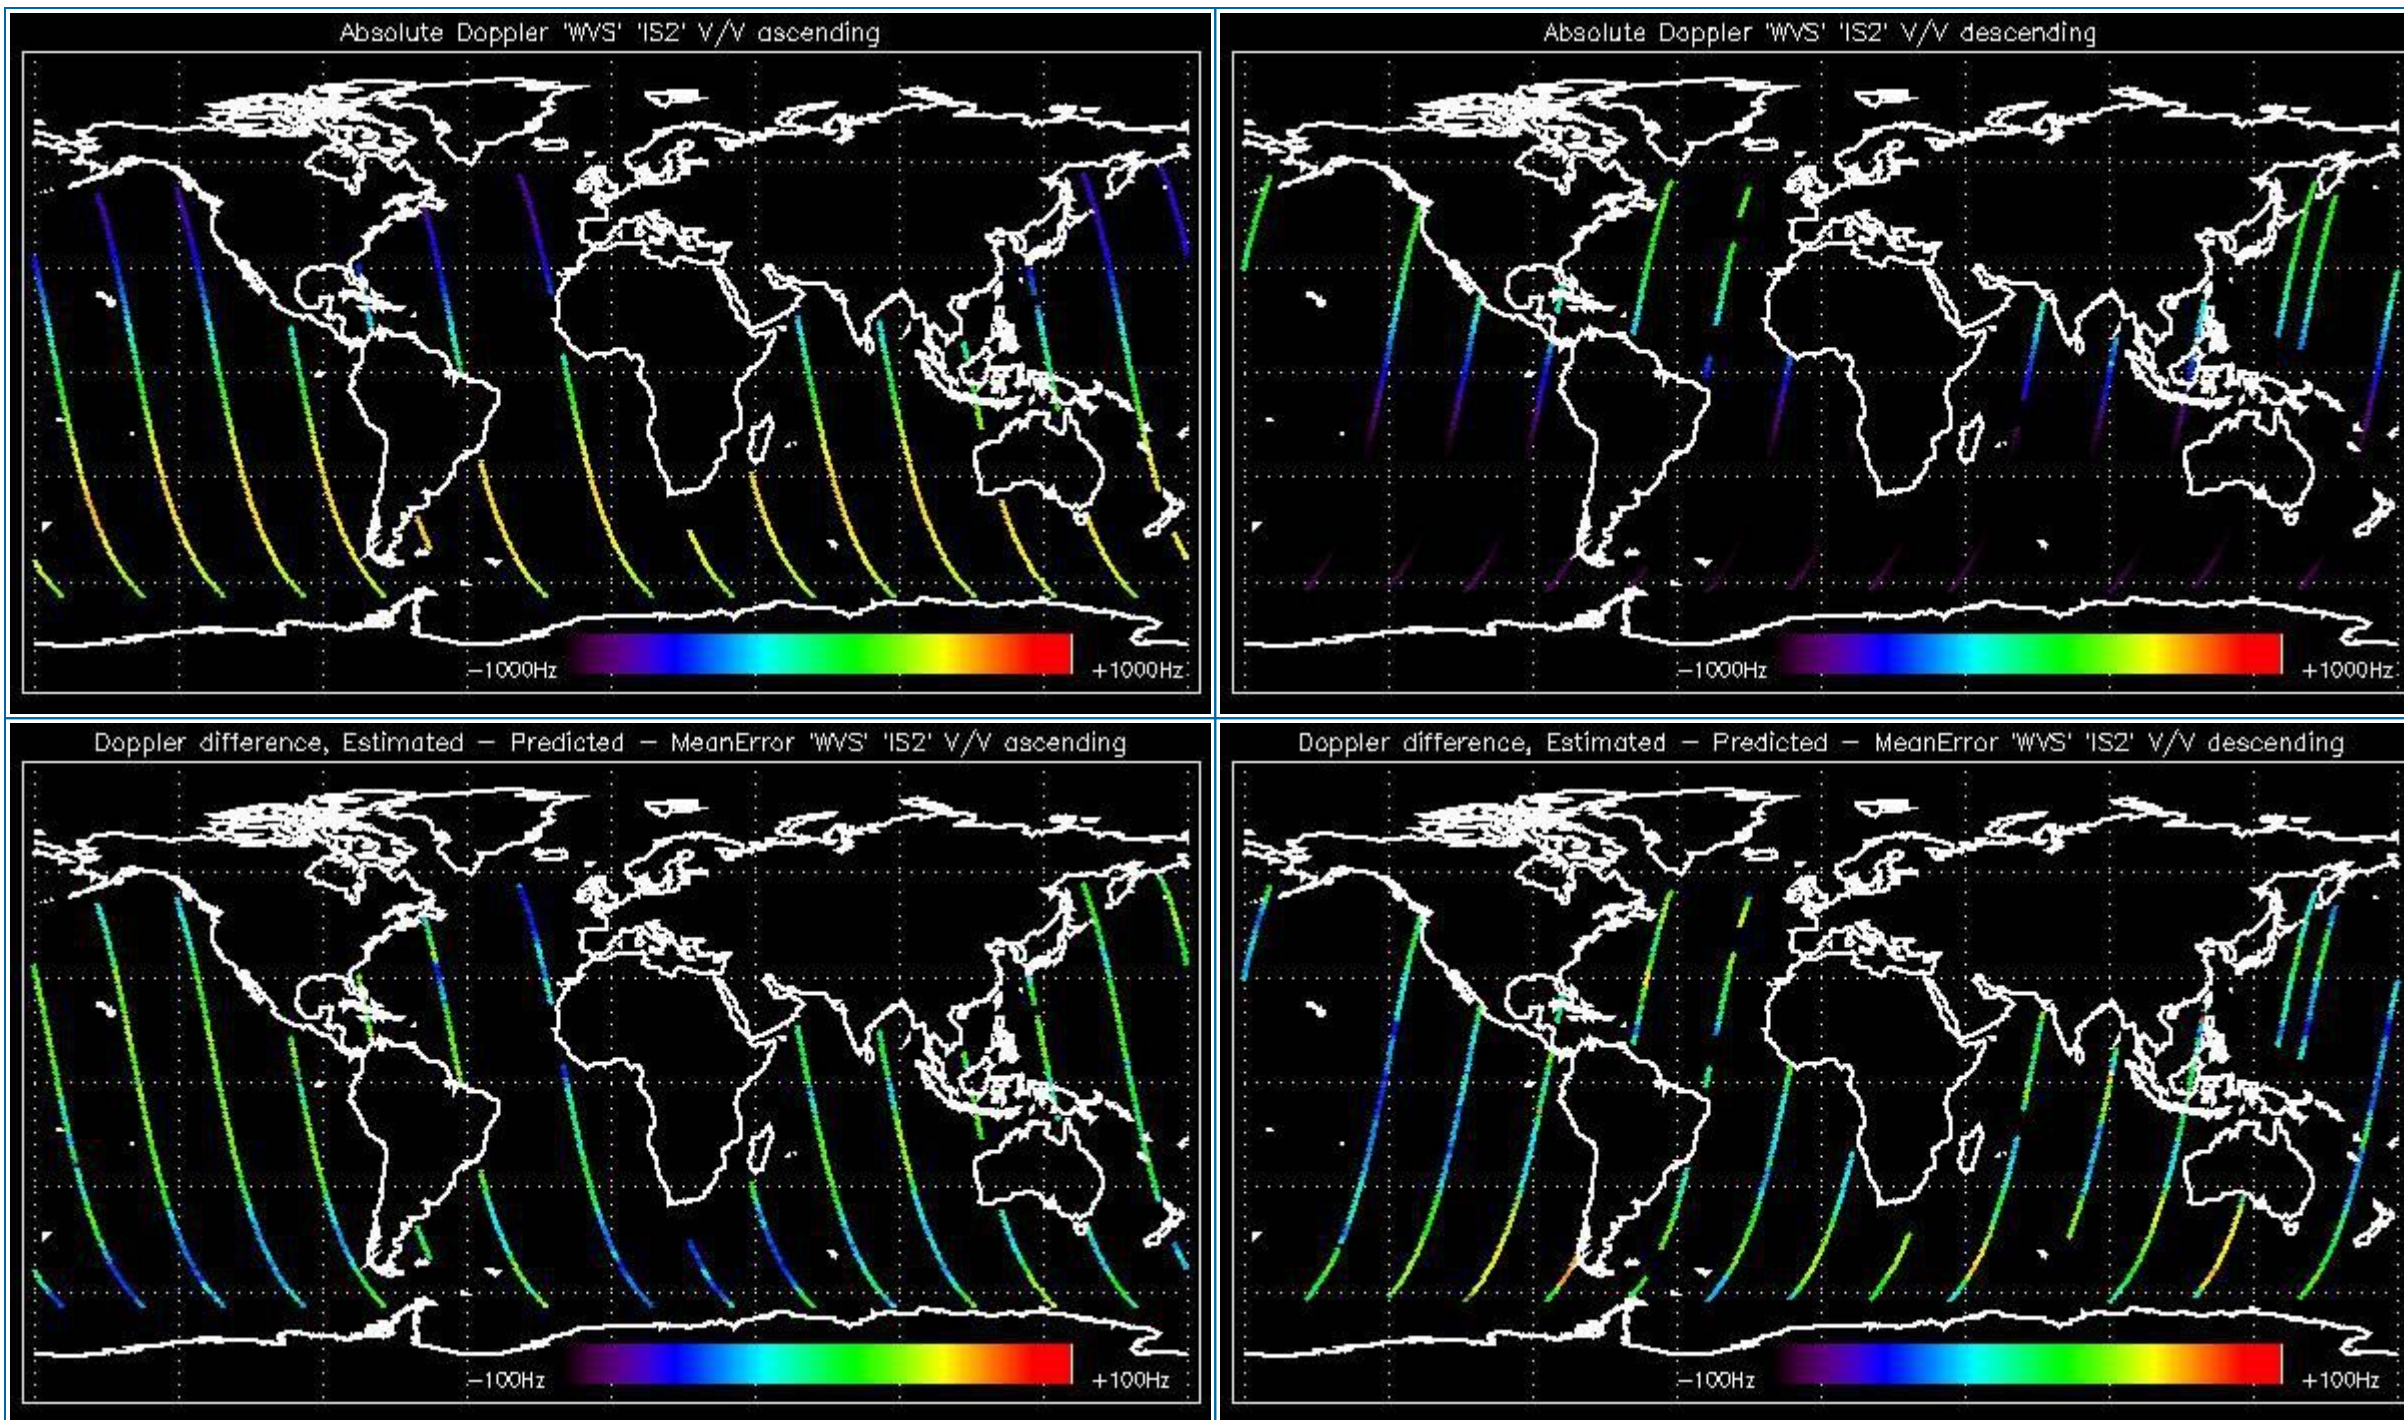 Absolute Doppler 'WVS' 'IS2' V/V ascending
-1000Hz
+1000Hz
Absolute Doppler 'WVS' 'IS2' V/V descending
-1000Hz
+1000Hz
Doppler difference, Estimated - Predicted - MeanError 'WVS' 'IS2' V/V ascending
-100Hz
+100Hz
Doppler difference, Estimated - Predicted - MeanError 'WVS' 'IS2' V/V descending
-100Hz
+100Hz